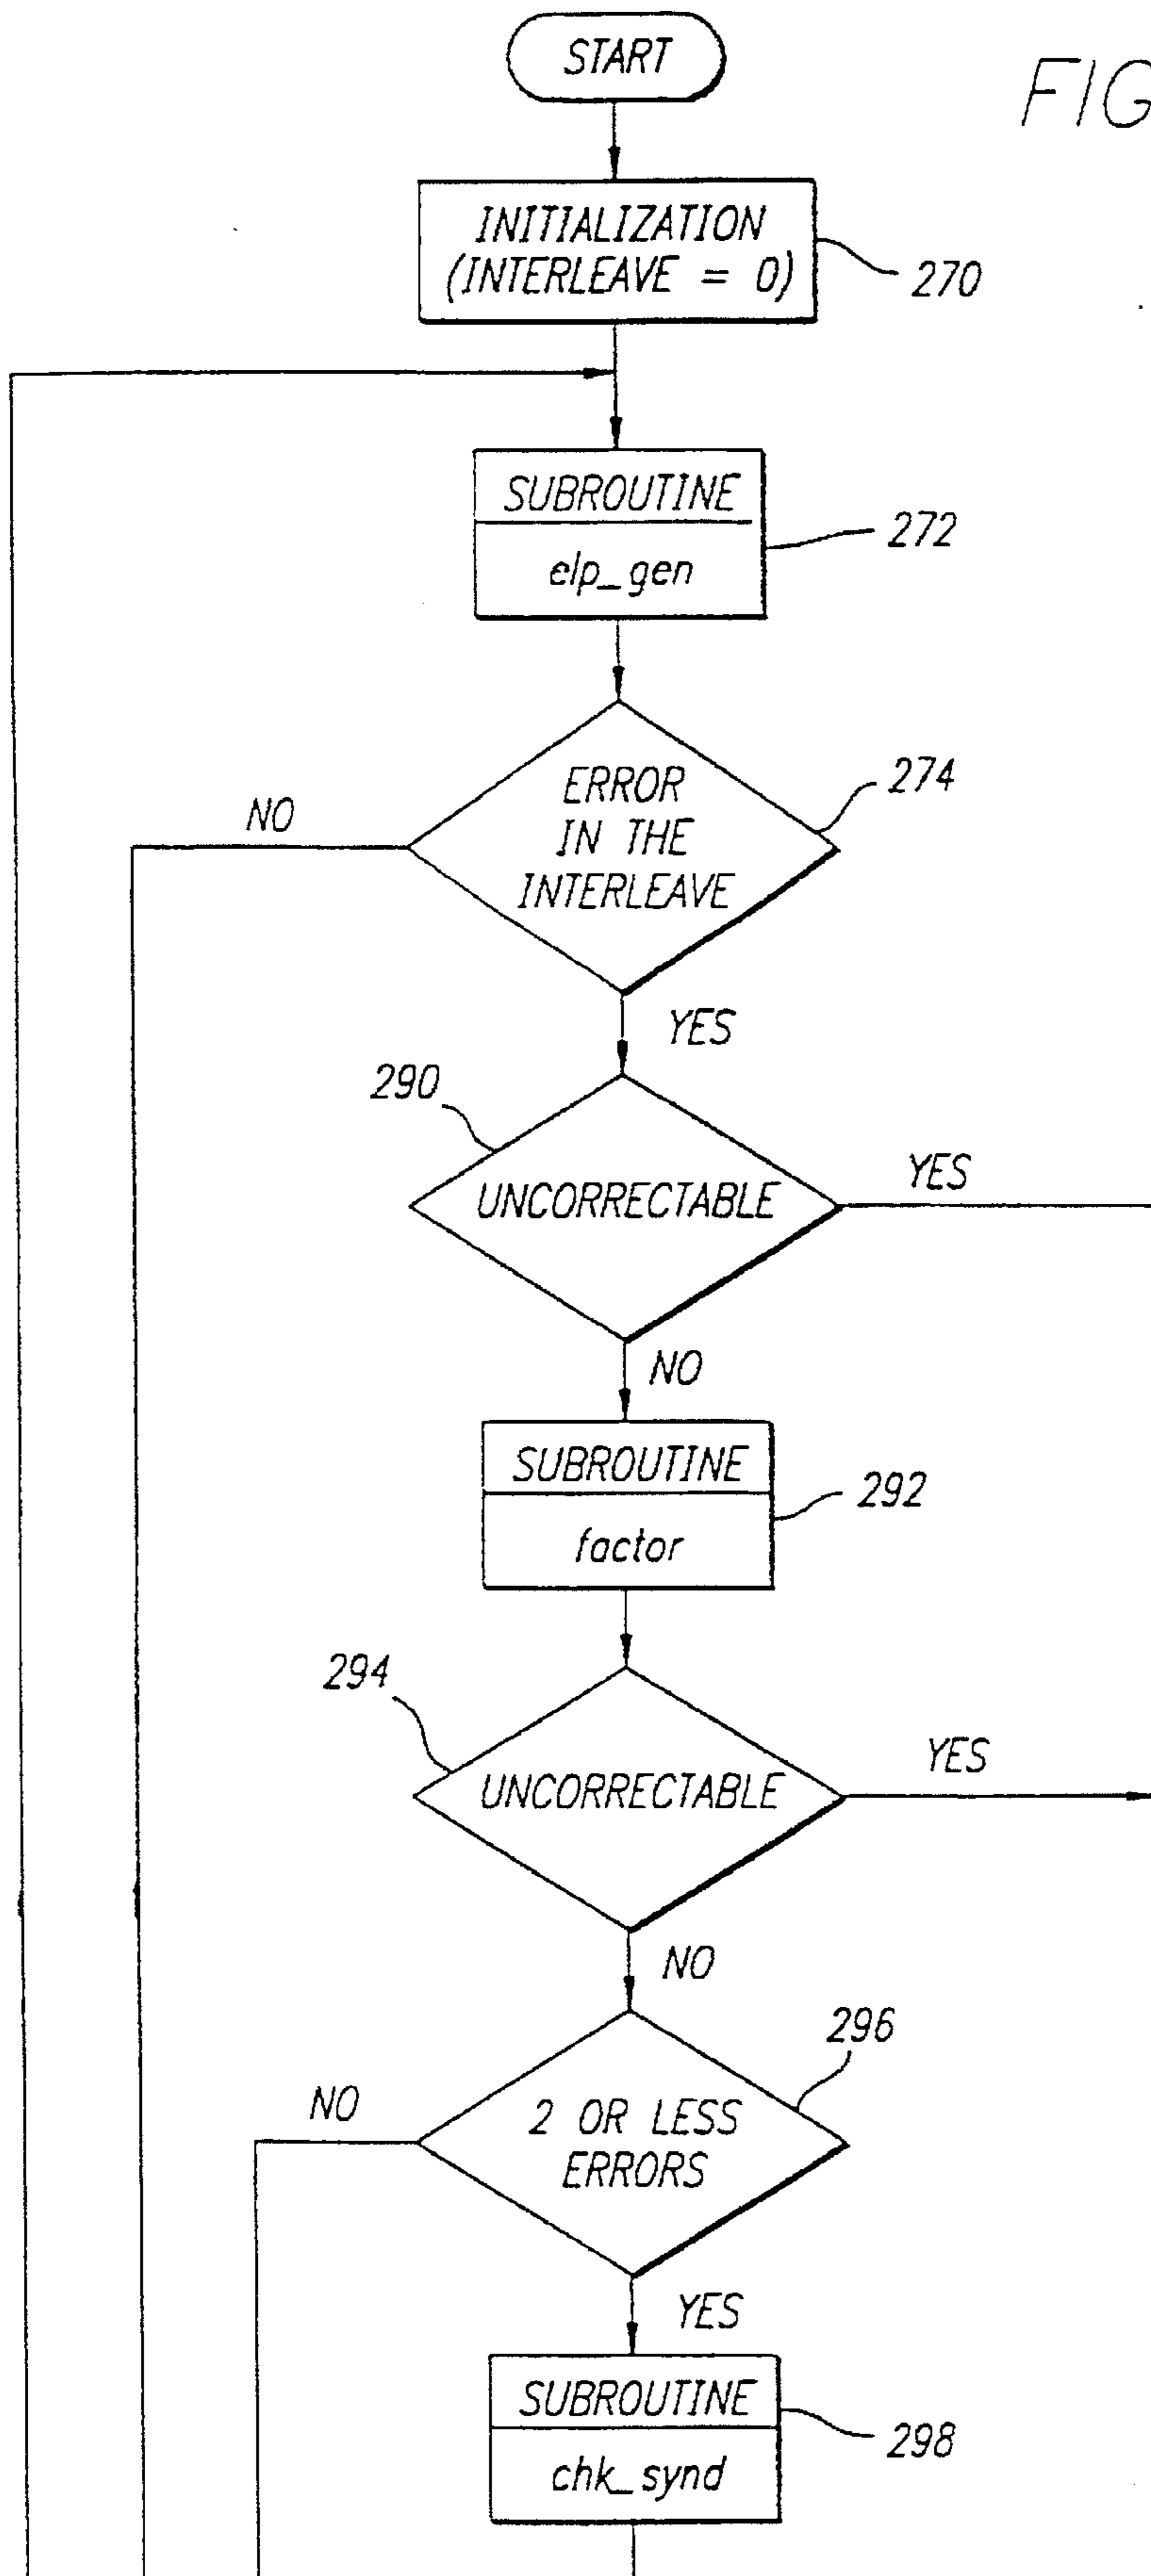 START
FIG
INITIALIZATION
(INTERLEAVE = 0)
270
SUBROUTINE
elp_gen
272
ERROR
IN THE
INTERLEAVE
274
NO
YES
290
UNCORRECTABLE
YES
NO
SUBROUTINE
factor
292
294
UNCORRECTABLE
YES
NO
296
2 OR LESS
ERRORS
NO
YES
SUBROUTINE
chk_synd
298